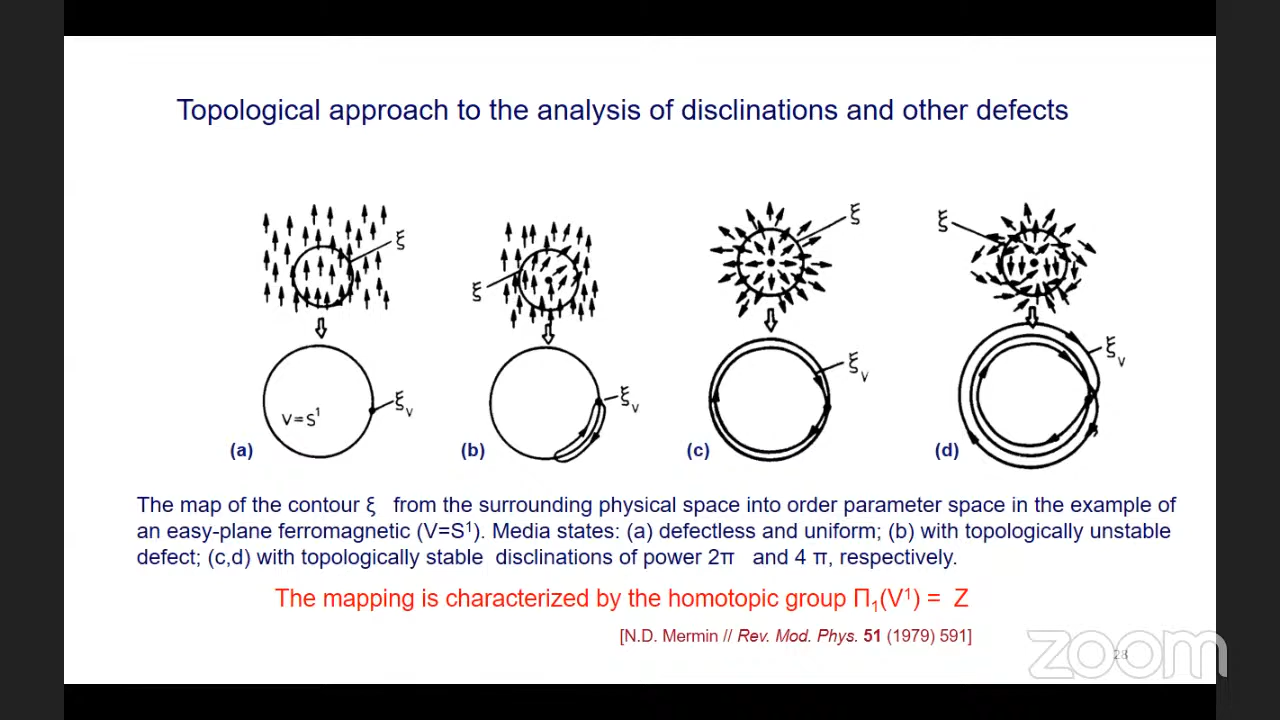 Topological approach to the analysis of disclinations and other defects
ξ
ξ
ξ
ξ
V=S¹
ξᵥ
ξᵥ
ξᵥ
ξᵥ
(a)
(b)
(c)
(d)
The map of the contour ξ from the surrounding physical space into order parameter space in the example of
an easy-plane ferromagnetic (V=S¹). Media states: (a) defectless and uniform; (b) with topologically unstable
defect; (c,d) with topologically stable disclinations of power 2π and 4 π, respectively.
The mapping is characterized by the homotopic group Π₁(V¹) = Z
[N.D. Mermin // Rev. Mod. Phys. 51 (1979) 591]
28
zoom